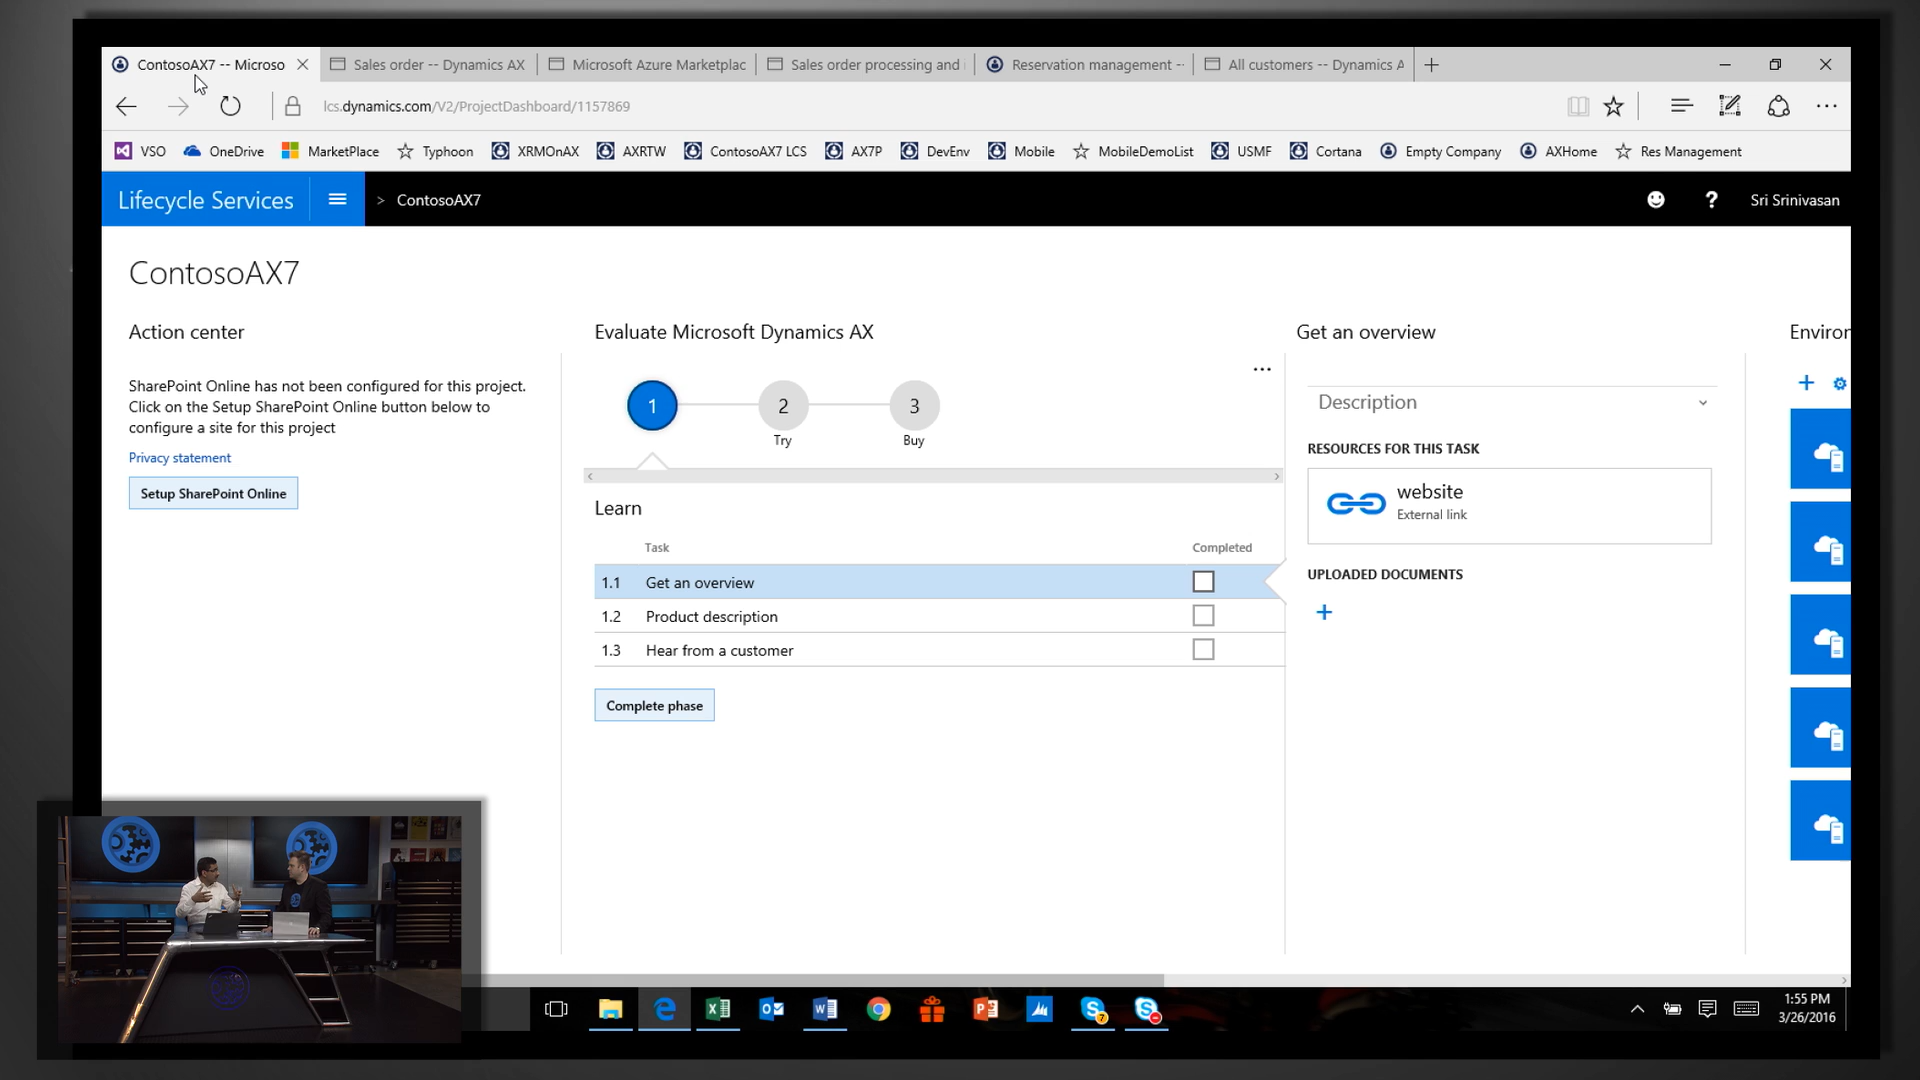 ContosoAX7 -- Microso
Sales order -- Dynamics AX
Microsoft Azure Marketplac
Sales order processing and
Reservation management --
All customers -- Dynamics A
lcs.dynamics.com/V2/ProjectDashboard/1157869
VSO
OneDrive
MarketPlace
Typhoon
XRMOnAX
AXRTW
ContosoAX7 LCS
AX7P
DevEnv
Mobile
MobileDemoList
USMF
Cortana
Empty Company
AXHome
Res Management
Lifecycle Services
> ContosoAX7
?
Sri Srinivasan
ContosoAX7
Action center
SharePoint Online has not been configured for this project.
Click on the Setup SharePoint Online button below to
configure a site for this project
Privacy statement
Setup SharePoint Online
Evaluate Microsoft Dynamics AX
1
2
3
Try
Buy
Learn
Task
Completed
1.1 Get an overview
1.2 Product description
1.3 Hear from a customer
Complete phase
Get an overview
Description
RESOURCES FOR THIS TASK
website
External link
UPLOADED DOCUMENTS
Environ
7
1:55 PM
3/26/2016